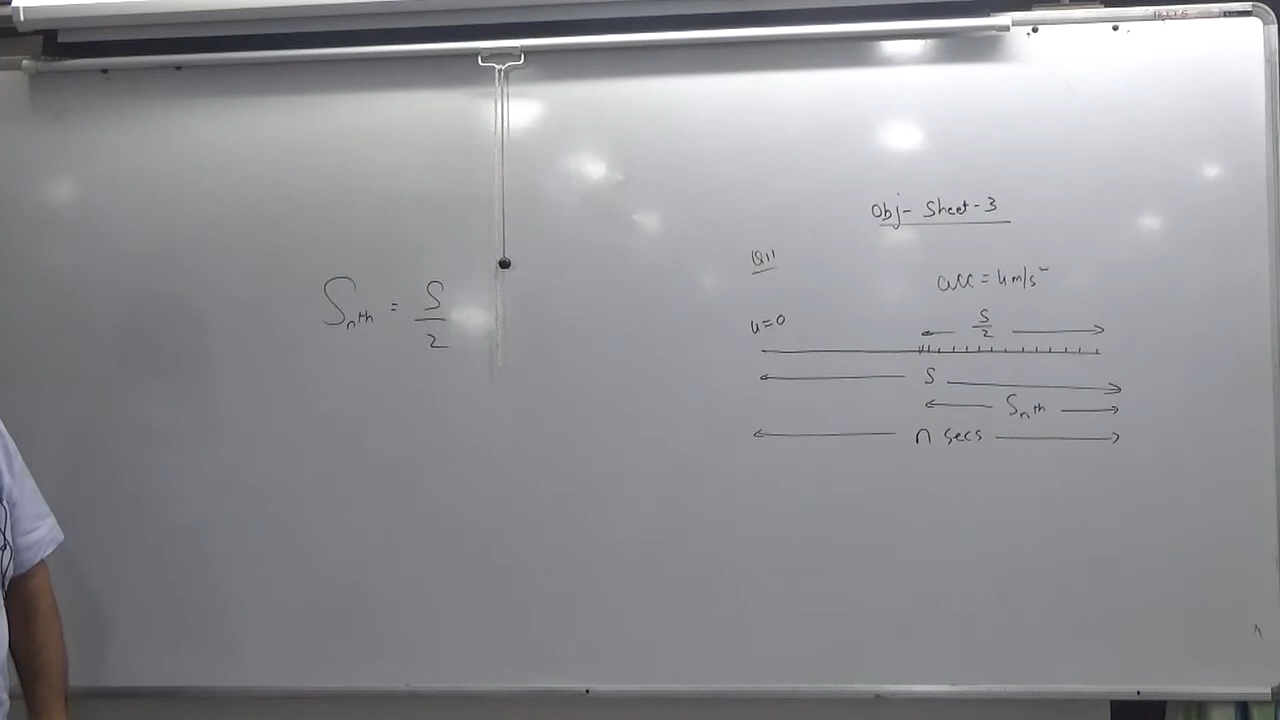 Obj- Sheet-3
Q11
acc = 4m/s²
u=0
S/2
S
Sₙth
n secs
Sₙth = S/2